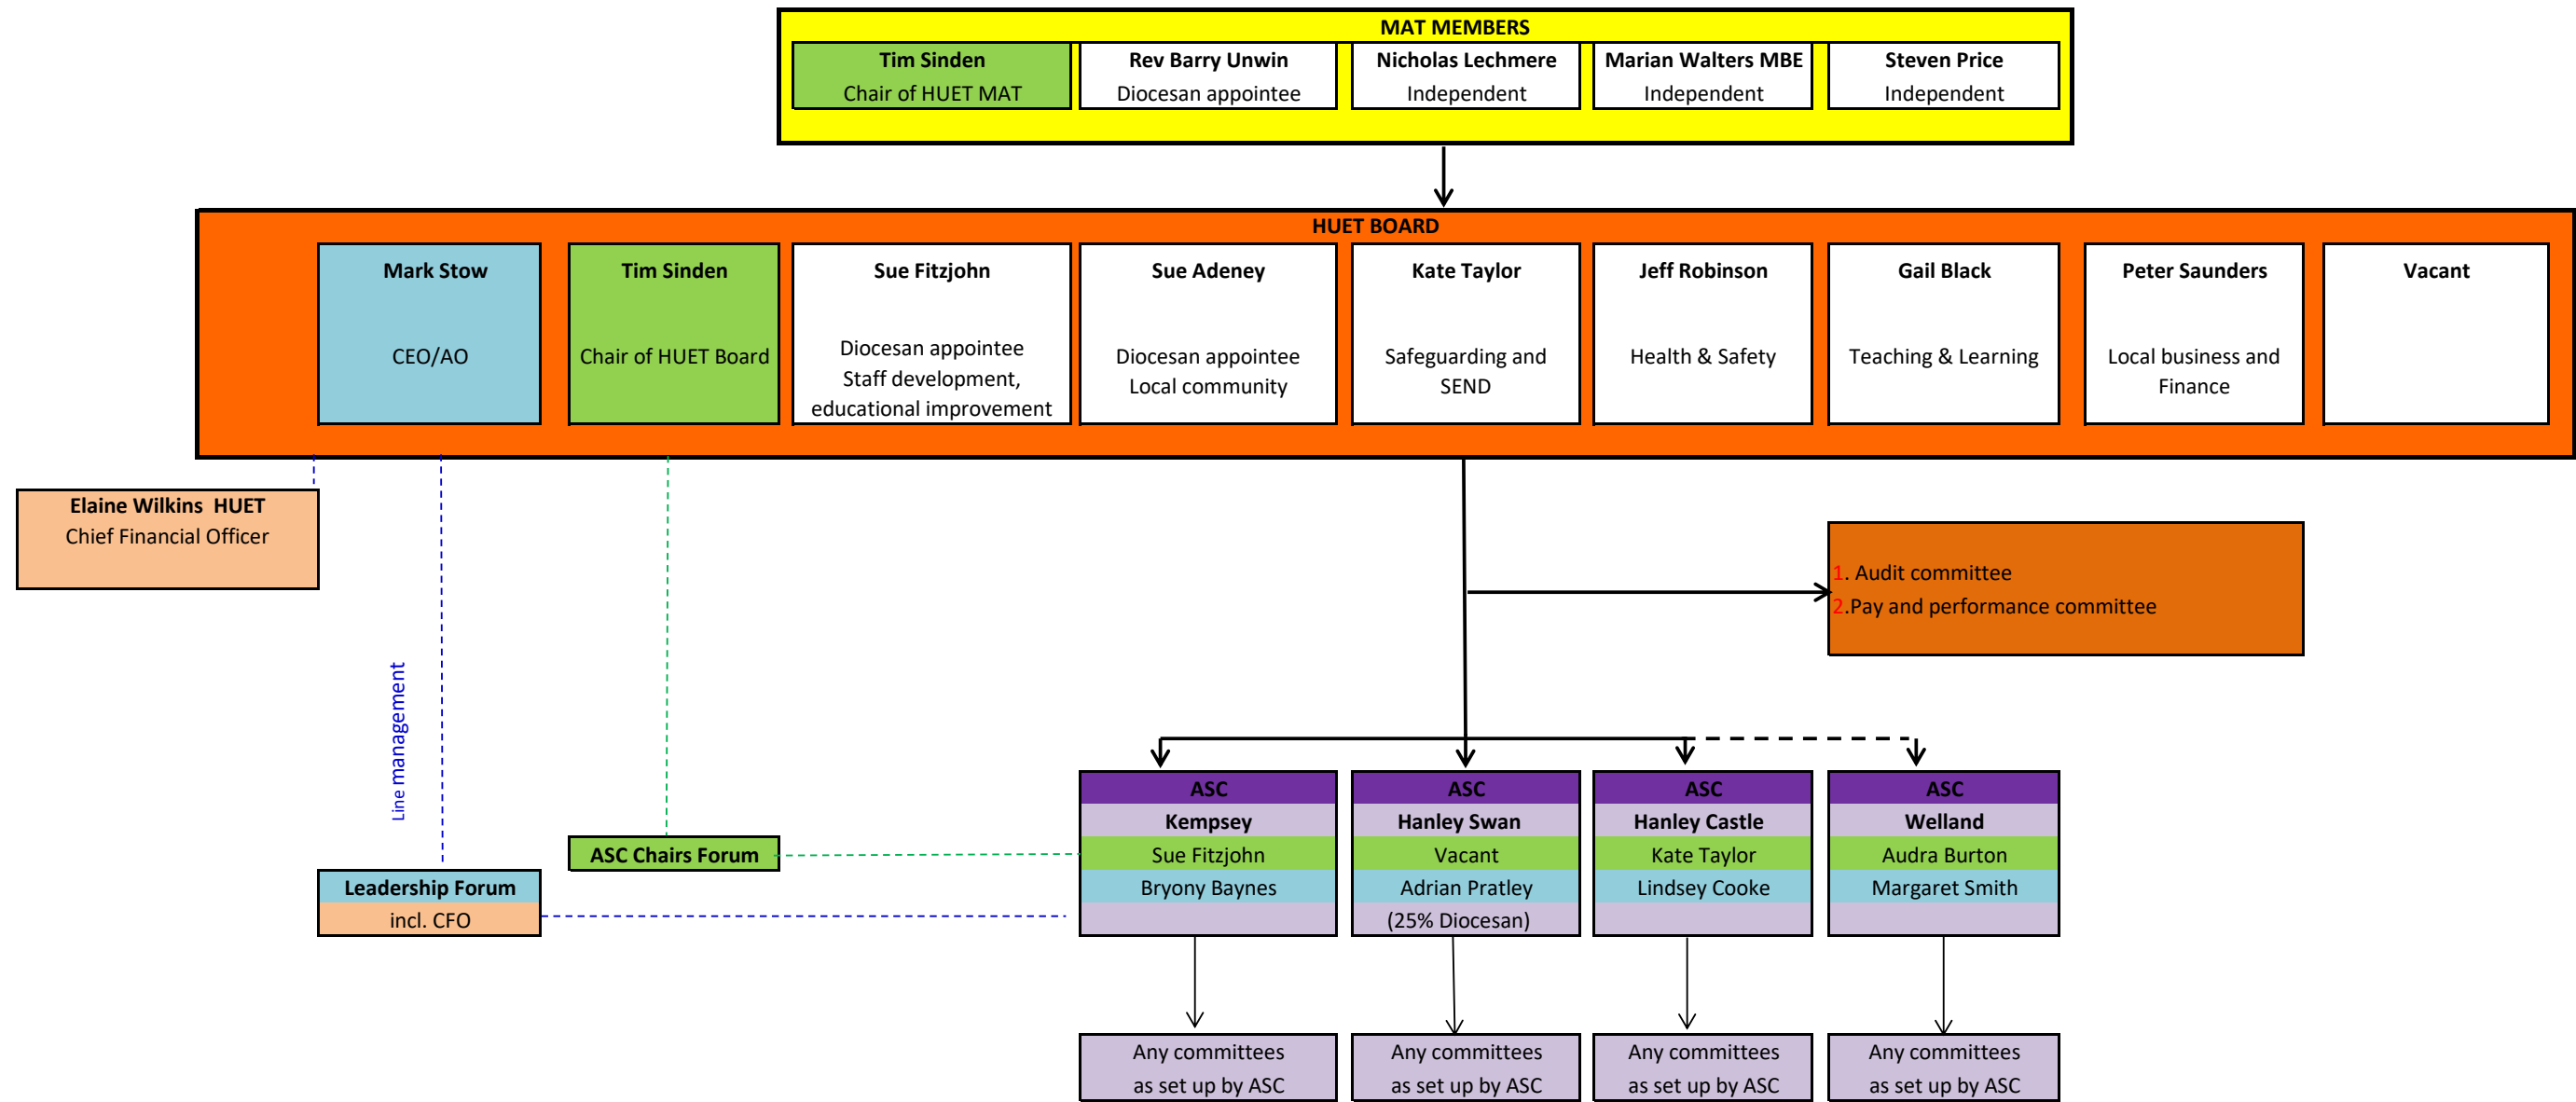 MAT MEMBERS
Tim Sinden
Chair of HUET MAT
Rev Barry Unwin
Diocesan appointee
Nicholas Lechmere
Independent
Marian Walters MBE
Independent
Steven Price
Independent
HUET BOARD
Mark Stow
CEO/AO
Tim Sinden
Chair of HUET Board
Sue Fitzjohn
Diocesan appointee
Staff development,
educational improvement
Sue Adeney
Diocesan appointee
Local community
Kate Taylor
Safeguarding and
SEND
Jeff Robinson
Health & Safety
Gail Black
Teaching & Learning
Peter Saunders
Local business and
Finance
Vacant
Elaine Wilkins  HUET
Chief Financial Officer
1. Audit committee
2.Pay and performance committee
Line management
ASC Chairs Forum
Leadership Forum
incl. CFO
ASC
Kempsey
Sue Fitzjohn
Bryony Baynes
ASC
Hanley Swan
Vacant
Adrian Pratley
(25% Diocesan)
ASC
Hanley Castle
Kate Taylor
Lindsey Cooke
ASC
Welland
Audra Burton
Margaret Smith
Any committees
as set up by ASC
Any committees
as set up by ASC
Any committees
as set up by ASC
Any committees
as set up by ASC